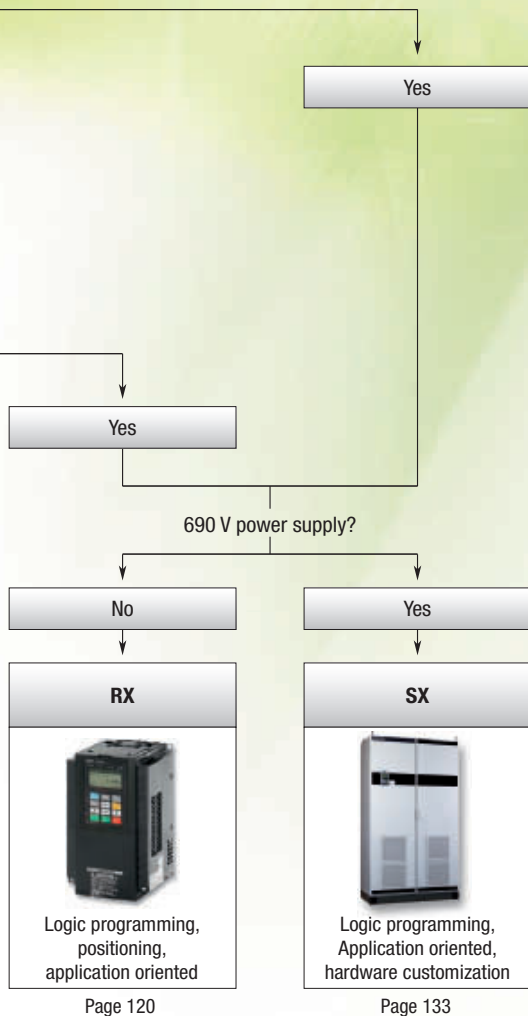 Yes
Yes
690 V power supply?
No
Yes
RX
SX
Logic programming,
positioning,
application oriented
Logic programming,
Application oriented,
hardware customization
Page 120
Page 133